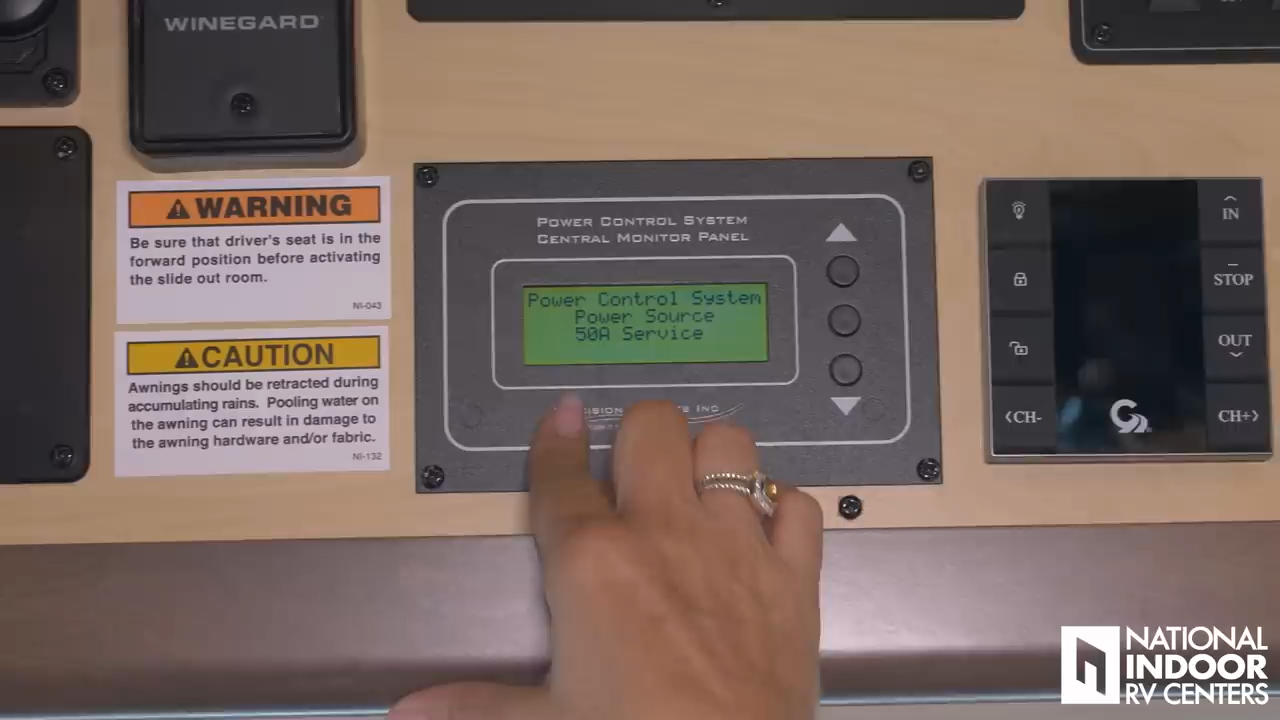 WINEGARD
WARNING
Be sure that driver's seat is in the
forward position before activating
the slide out room.
NI-043
CAUTION
Awnings should be retracted during
accumulating rains. Pooling water on
the awning can result in damage to
the awning hardware and/or fabric.
NI-132
POWER CONTROL SYSTEM
CENTRAL MONITOR PANEL
Power Control System
Power Source
50A Service
INC
IN
STOP
OUT
<CH-
CH+>
NATIONAL
INDOOR
RV CENTERS